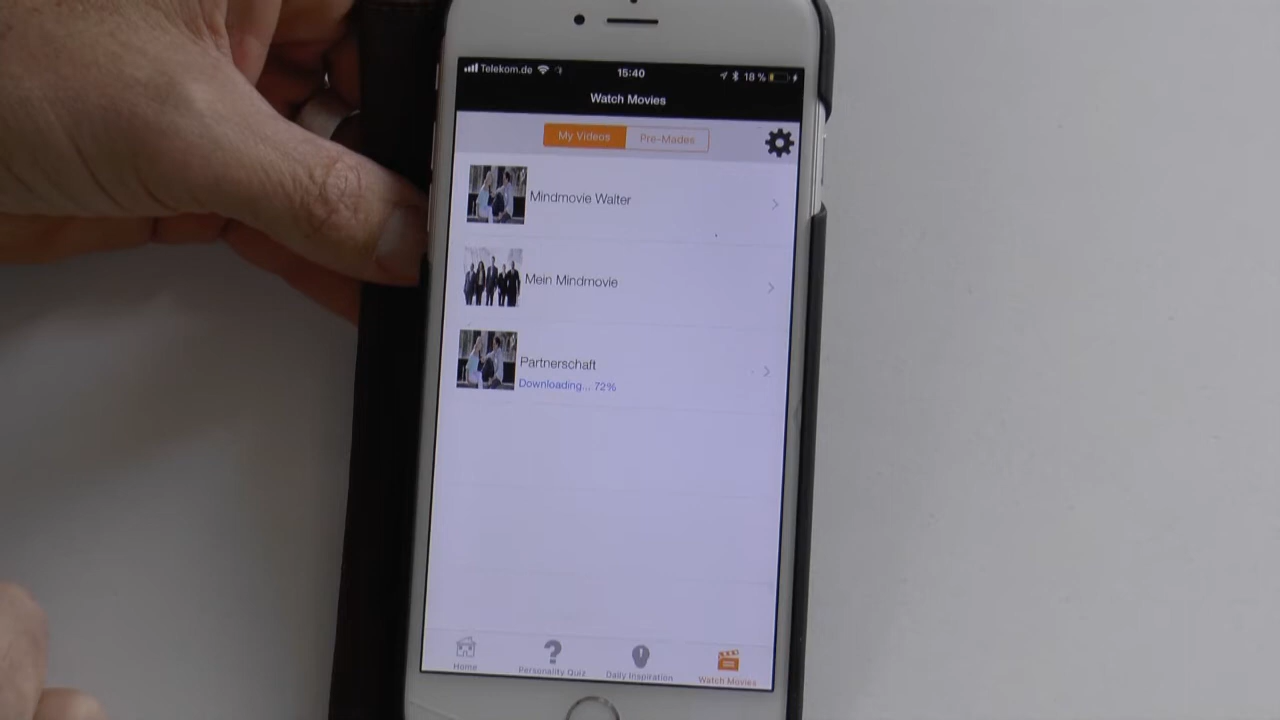 Telekom.de 15:40 18 %
Watch Movies
My Videos Pre-Mades
Mindmovie Walter
Mein Mindmovie
Partnerschaft
Downloading... 72%
Home Personality Quiz Daily Inspiration Watch Movies